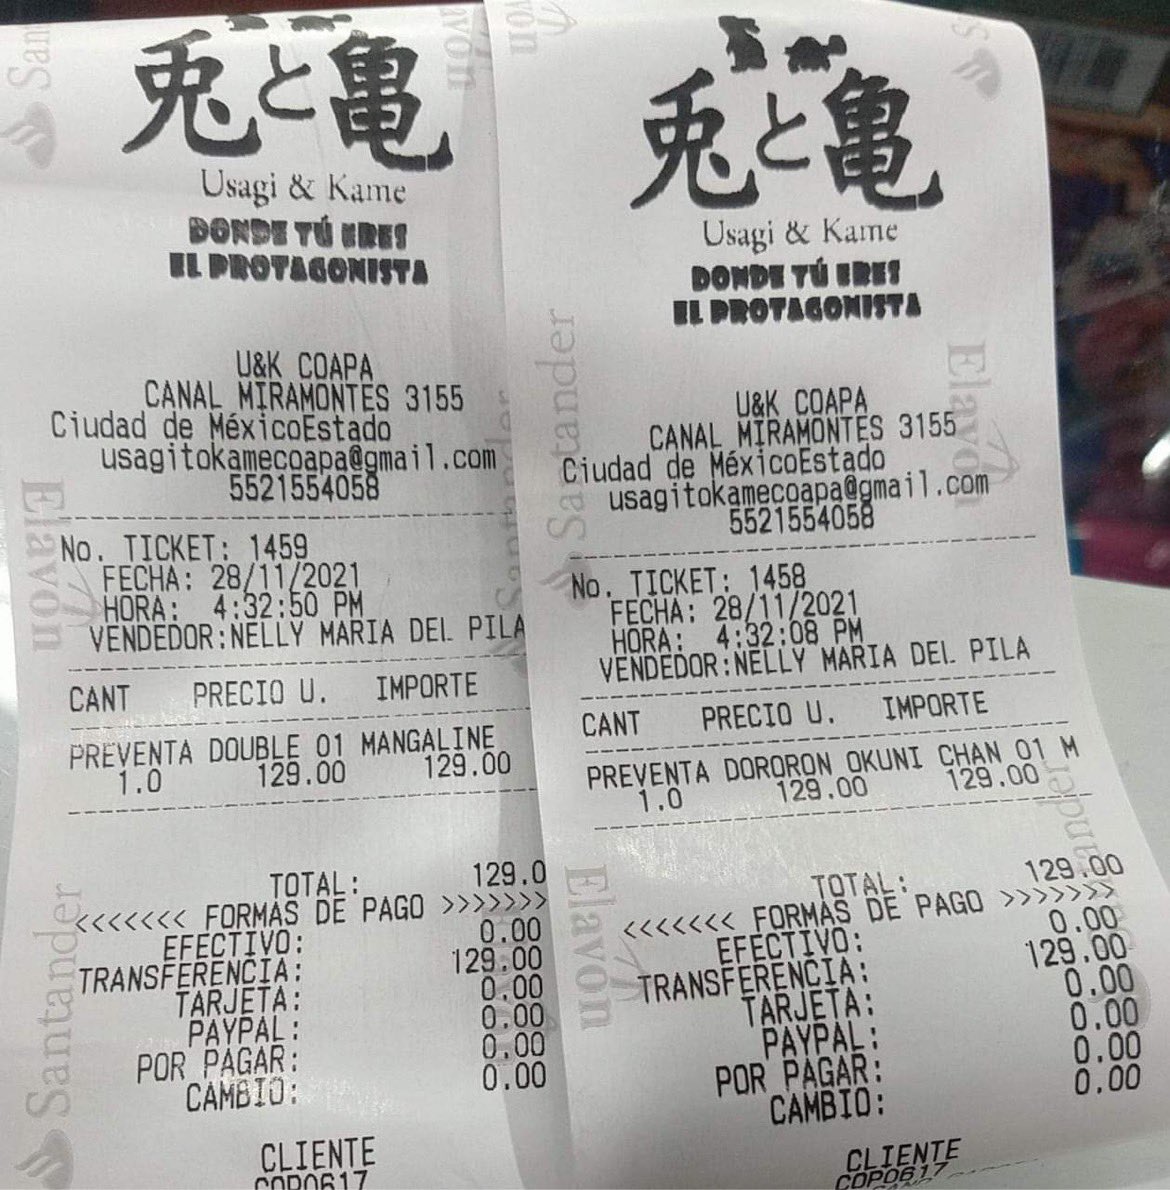 兎と亀
Usagi & Kame
DONDE TÚ ERES
EL PROTAGONISTA
U&K COAPA
CANAL MIRAMONTES 3155
Ciudad de MéxicoEstado
usagitokamecoapa@gmail.com
5521554058
No. TICKET: 1459
FECHA: 28/11/2021
HORA: 4:32:50 PM
VENDEDOR:NELLY MARIA DEL PILA
CANT PRECIO U. IMPORTE
PREVENTA DOUBLE 01 MANGALINE
1.0 129.00 129.00
TOTAL: 129.0
<<<<<<< FORMAS DE PAGO >>>>>>>
EFECTIVO: 0.00
TRANSFERENCIA: 129.00
TARJETA: 0.00
PAYPAL: 0.00
POR PAGAR: 0.00
CAMBIO: 0.00
CLIENTE
COPO617
兎と亀
Usagi & Kame
DONDE TÚ ERES
EL PROTAGONISTA
U&K COAPA
CANAL MIRAMONTES 3155
Ciudad de MéxicoEstado
usagitokamecoapa@gmail.com
5521554058
No. TICKET: 1458
FECHA: 28/11/2021
HORA: 4:32:08 PM
VENDEDOR:NELLY MARIA DEL PILA
CANT PRECIO U. IMPORTE
PREVENTA DORORON OKUNI CHAN 01 M
1.0 129.00 129.00
TOTAL: 129.00
<<<<<<< FORMAS DE PAGO >>>>>>>
EFECTIVO: 0.00
TRANSFERENCIA: 129.00
TARJETA: 0.00
PAYPAL: 0.00
POR PAGAR: 0.00
CAMBIO: 0.00
CLIENTE
COPO617
Santander
Elavon
Santander
Elavon
Santander
Elavon